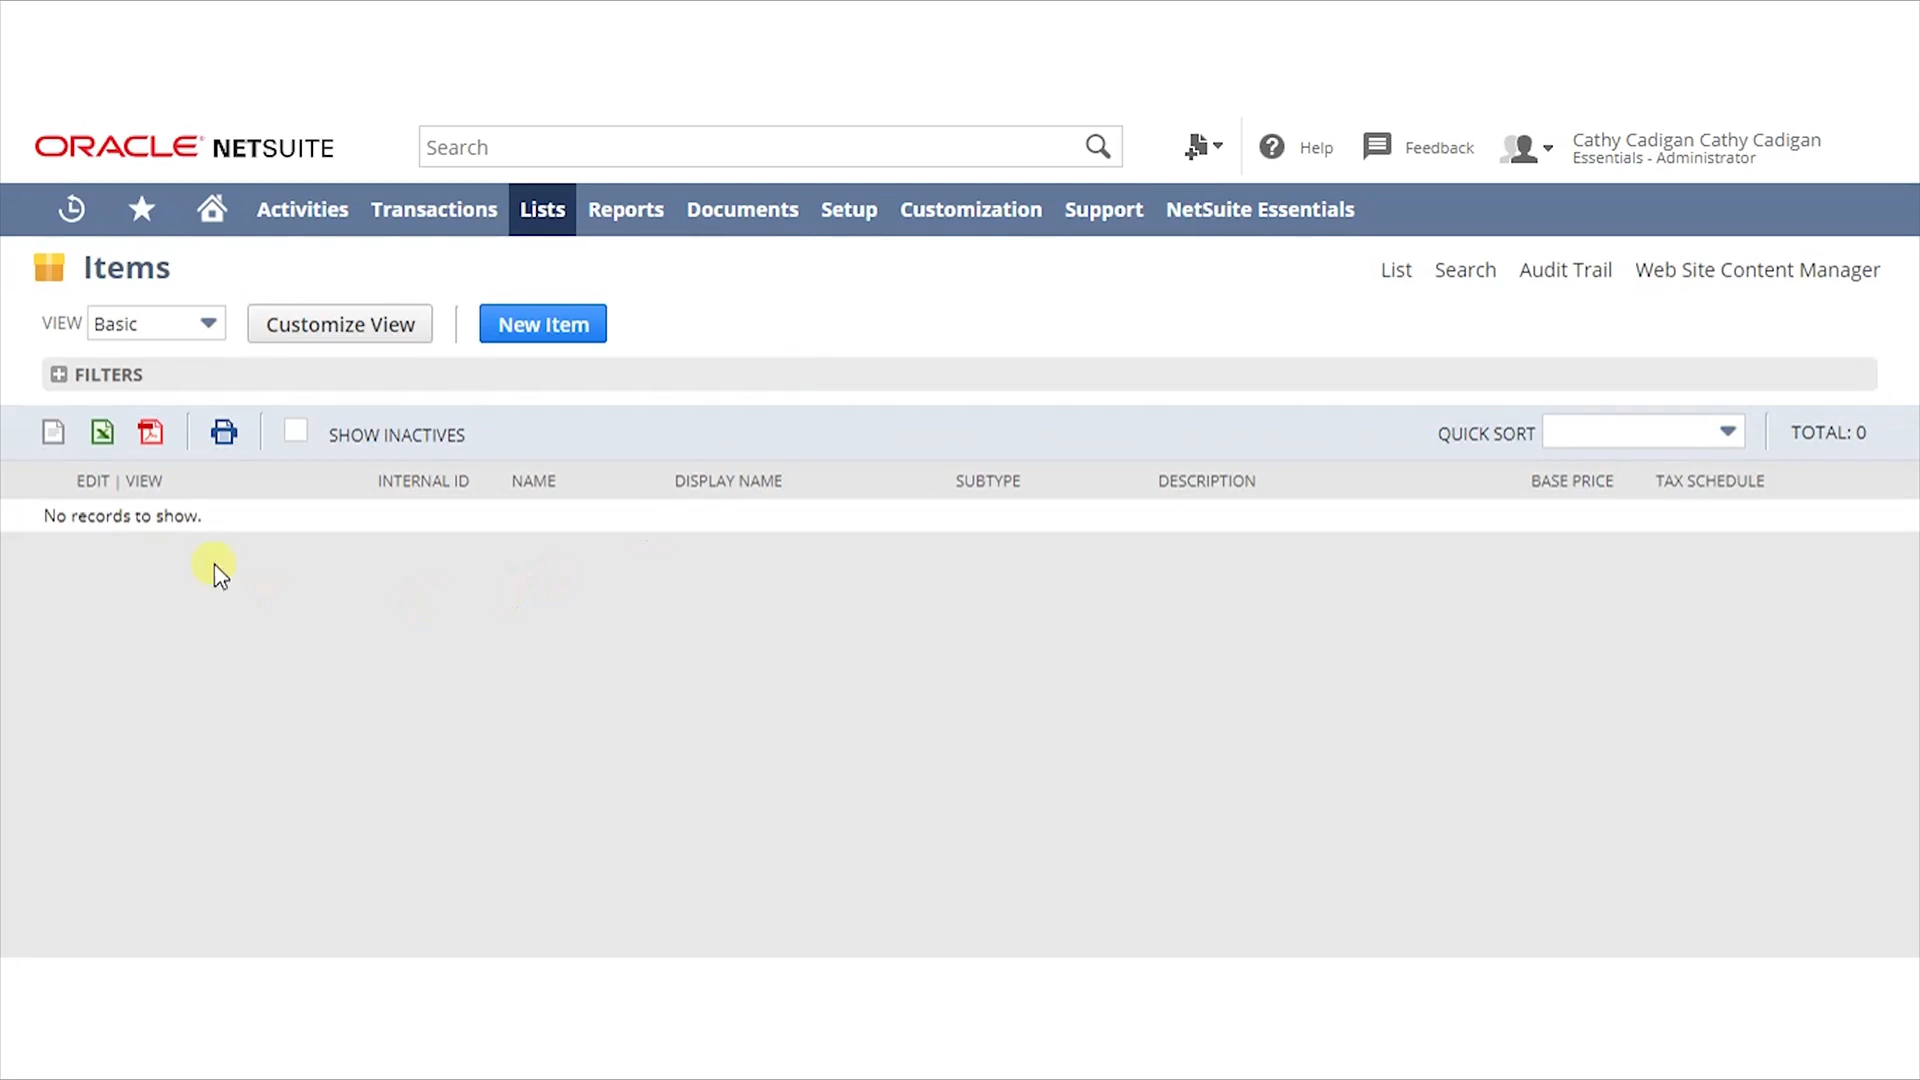 ORACLE NETSUITE
Search
Help
Feedback
Cathy Cadigan Cathy Cadigan
Essentials - Administrator
Activities Transactions Lists Reports Documents Setup Customization Support NetSuite Essentials
Items
List Search Audit Trail Web Site Content Manager
VIEW Basic Customize View New Item
FILTERS
SHOW INACTIVES QUICK SORT TOTAL: 0
EDIT | VIEW INTERNAL ID NAME DISPLAY NAME SUBTYPE DESCRIPTION BASE PRICE TAX SCHEDULE
No records to show.